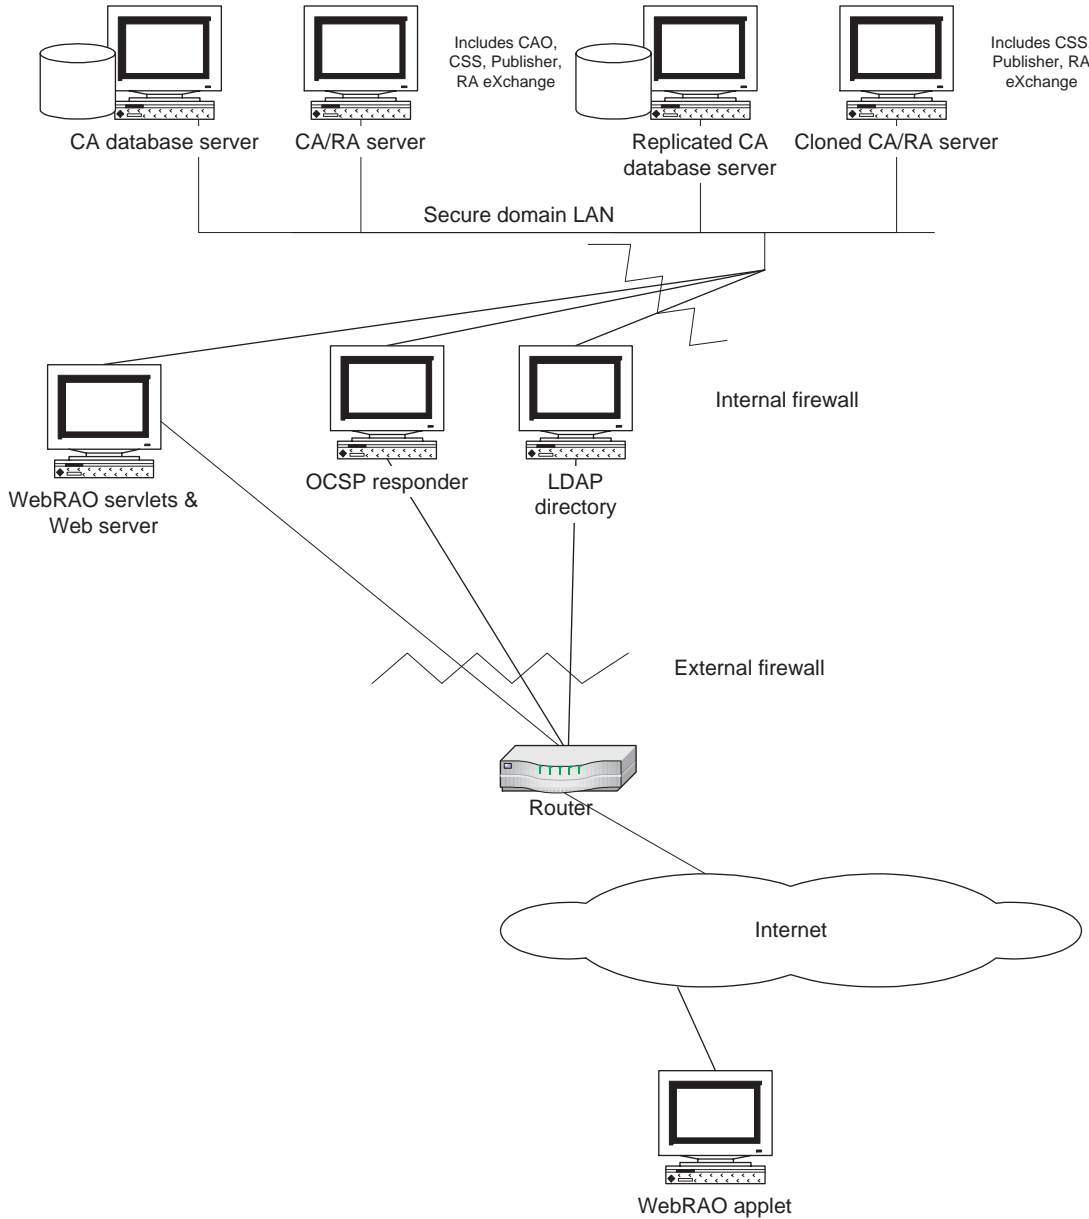 Includes CAO,
CSS, Publisher,
RA eXchange
Includes CSS
Publisher, RA
eXchange
CA database server
CA/RA server
Replicated CA
database server
Cloned CA/RA server
Secure domain LAN
Internal firewall
WebRAO servlets &
Web server
OCSP responder
LDAP
directory
External firewall
Router
Internet
WebRAO applet